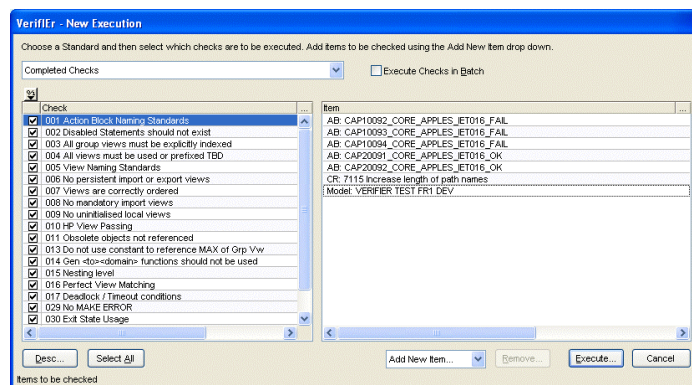 VerifIEr - New Execution
Choose a Standard and then select which checks are to be executed. Add items to be checked using the Add New Item drop down.
Completed Checks
Execute Checks in Batch
Check ...
001 Action Block Naming Standards
002 Disabled Statements should not exist
003 All group views must be explicitly indexed
004 All views must be used or prefixed TBD
005 View Naming Standards
006 No persistent import or export views
007 Views are correctly ordered
008 No mandatory import views
009 No uninitialised local views
010 HP View Passing
011 Obsolete objects not referenced
013 Do not use constant to reference MAX of Grp Vw
014 Gen <to><domain> functions should not be used
015 Nesting level
016 Perfect View Matching
017 Deadlock / Timeout conditions
029 No MAKE ERROR
030 Exit State Usage
Item ...
AB: CAP10092_CORE_APPLES_IET016_FAIL
AB: CAP10093_CORE_APPLES_IET016_FAIL
AB: CAP10094_CORE_APPLES_IET016_FAIL
AB: CAP20091_CORE_APPLES_IET016_OK
AB: CAP20092_CORE_APPLES_IET016_OK
CR: 7115 Increase length of path names
Model: VERIFIER TEST FR1 DEV
Desc... Select All Add New Item... Remove... Execute... Cancel
Items to be checked